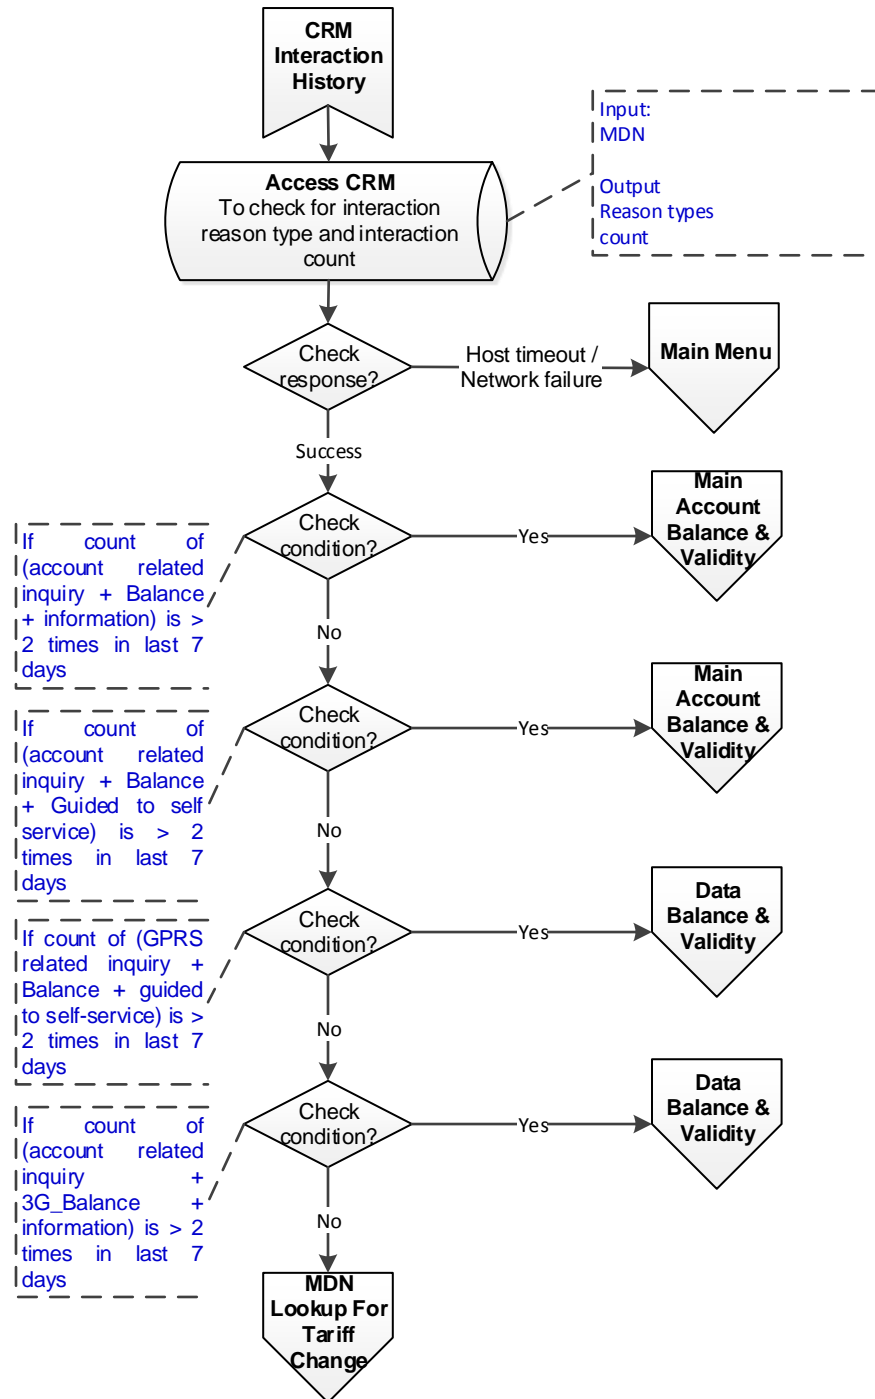 CRM
Interaction
History
Input:
MDN
Output
Reason types
count
Access CRM
To check for interaction
reason type and interaction
count
Check
response?
Host timeout /
Network failure
Main Menu
Success
If count of
(account related
inquiry + Balance
+ information) is >
2 times in last 7
days
Check
condition?
Yes
Main
Account
Balance &
Validity
No
If count of
(account related
inquiry + Balance
+ Guided to self
service) is > 2
times in last 7
days
Check
condition?
Yes
Main
Account
Balance &
Validity
No
If count of (GPRS
related inquiry +
Balance + guided
to self-service) is >
2 times in last 7
days
Check
condition?
Yes
Data
Balance &
Validity
No
If count of
(account related
inquiry +
3G_Balance +
information) is > 2
times in last 7
days
Check
condition?
Yes
Data
Balance &
Validity
No
MDN
Lookup For
Tariff
Change